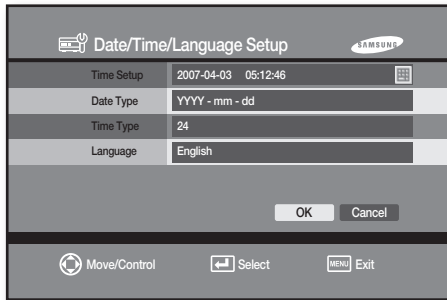 Date/Time/Language Setup SAMSUNG
Time Setup 2007-04-03 05:12:46
Date Type YYYY - mm - dd
Time Type 24
Language English
OK Cancel
Move/Control Select MENU Exit